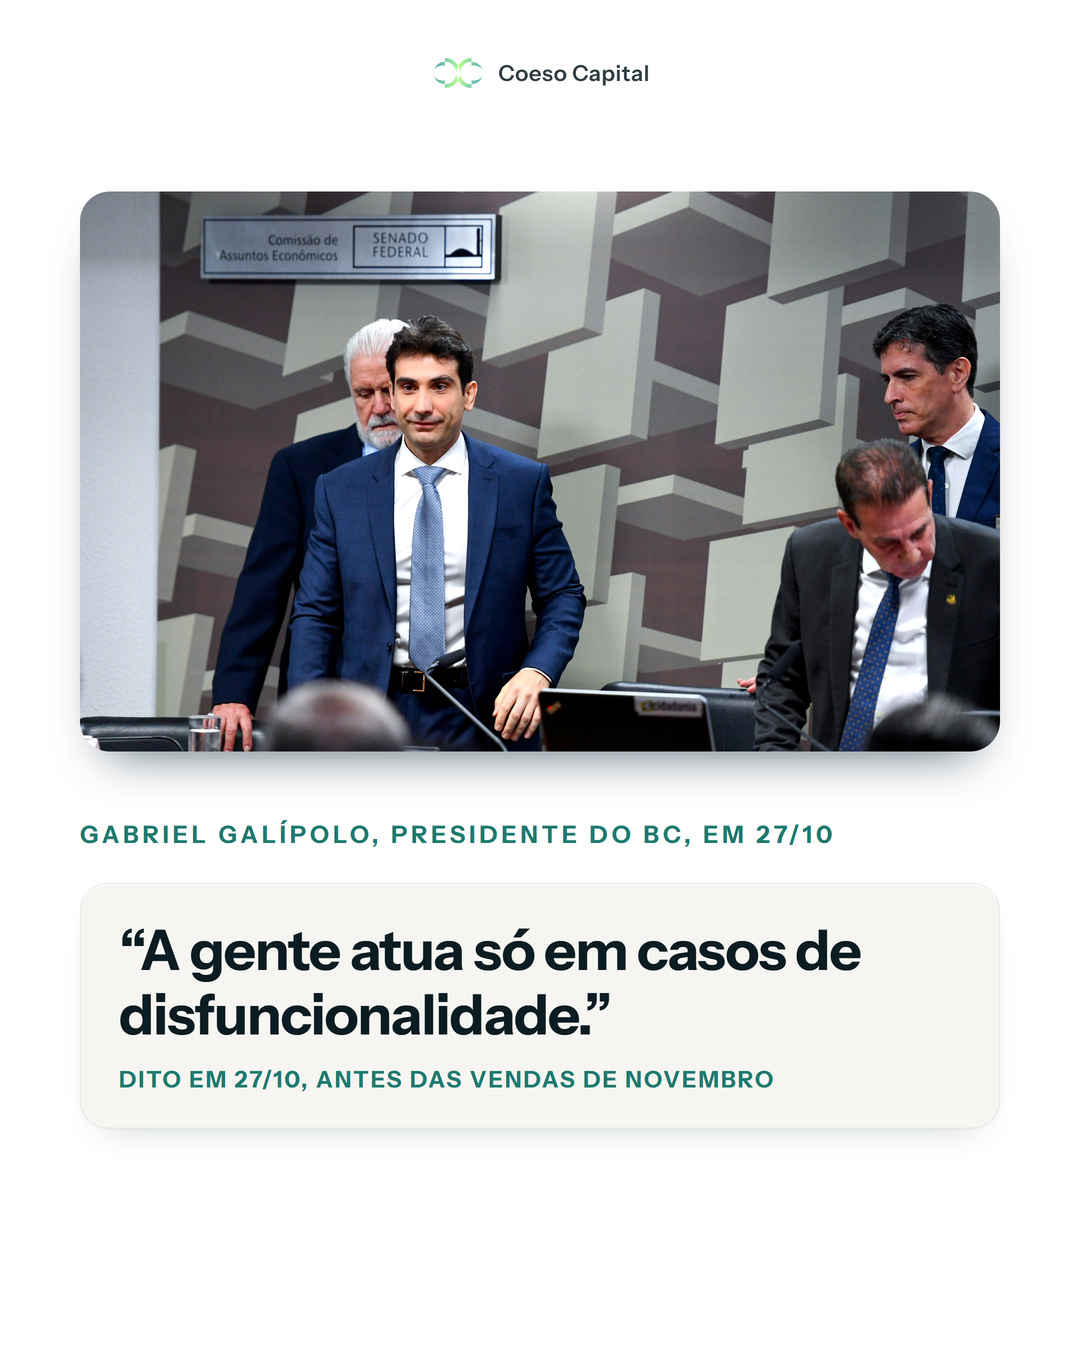 Coeso Capital
Comissão de
Assuntos Econômicos
SENADO
FEDERAL
cidadania
GABRIEL GALÍPOLO, PRESIDENTE DO BC, EM 27/10
“A gente atua só em casos de
disfuncionalidade.”
DITO EM 27/10, ANTES DAS VENDAS DE NOVEMBRO